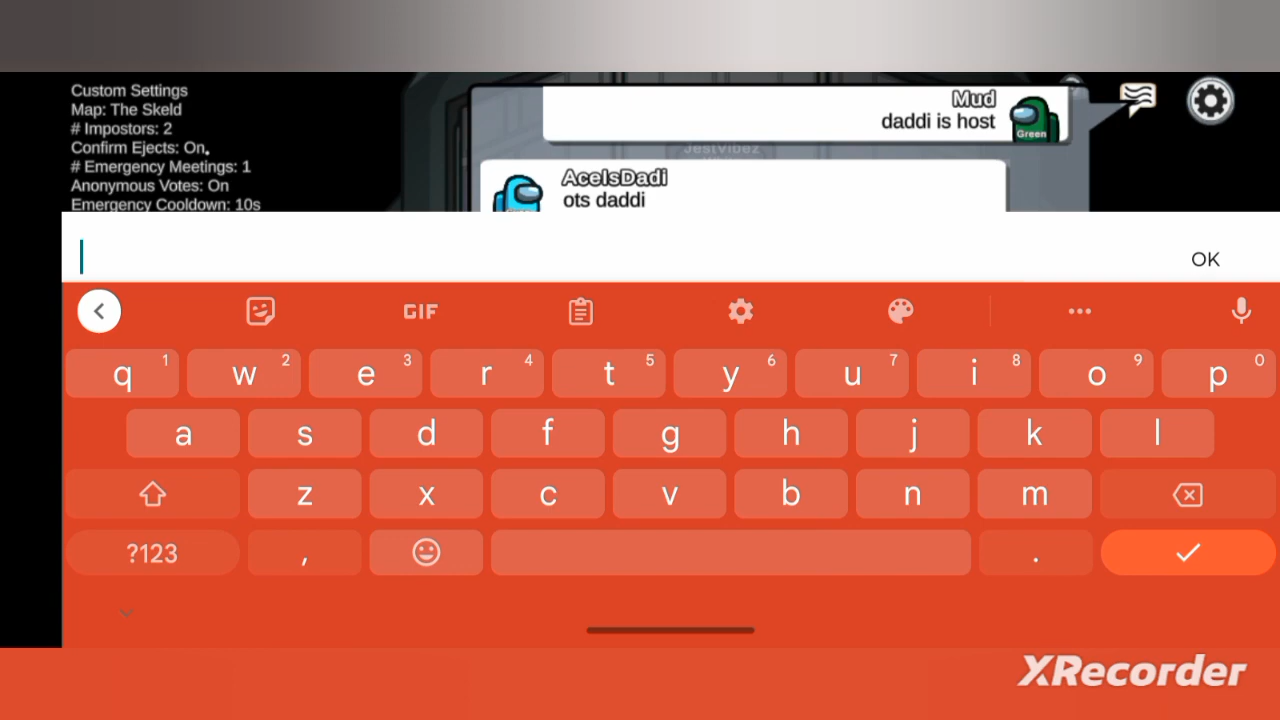 Custom Settings
Map: The Skeld
# Impostors: 2
Confirm Ejects: On
# Emergency Meetings: 1
Anonymous Votes: On
Emergency Cooldown: 10s
Mud
daddi is host
Green
JestVibez
AceIsDadi
ots daddi
OK
GIF
q 1 w 2 e 3 r 4 t 5 y 6 u 7 i 8 o 9 p 0
a s d f g h j k l
z x c v b n m
?123 , .
XRecorder